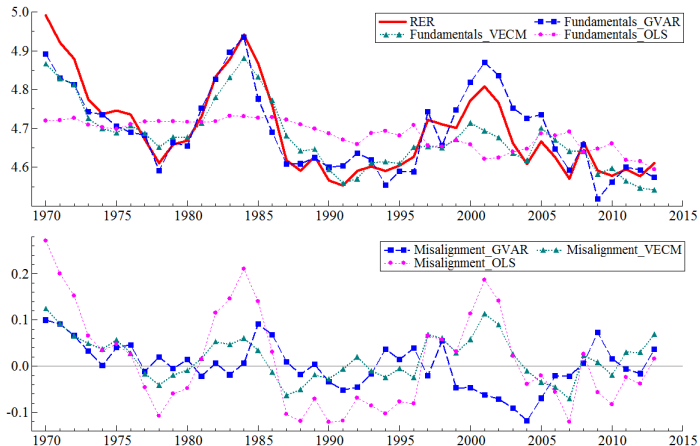 RER Fundamentals_GVAR
Fundamentals_VECM Fundamentals_OLS
5.0
4.9
4.8
4.7
4.6
1970 1975 1980 1985 1990 1995 2000 2005 2010 2015
Misalignment_GVAR Misalignment_VECM
Misalignment_OLS
0.2
0.1
0.0
-0.1
1970 1975 1980 1985 1990 1995 2000 2005 2010 2015